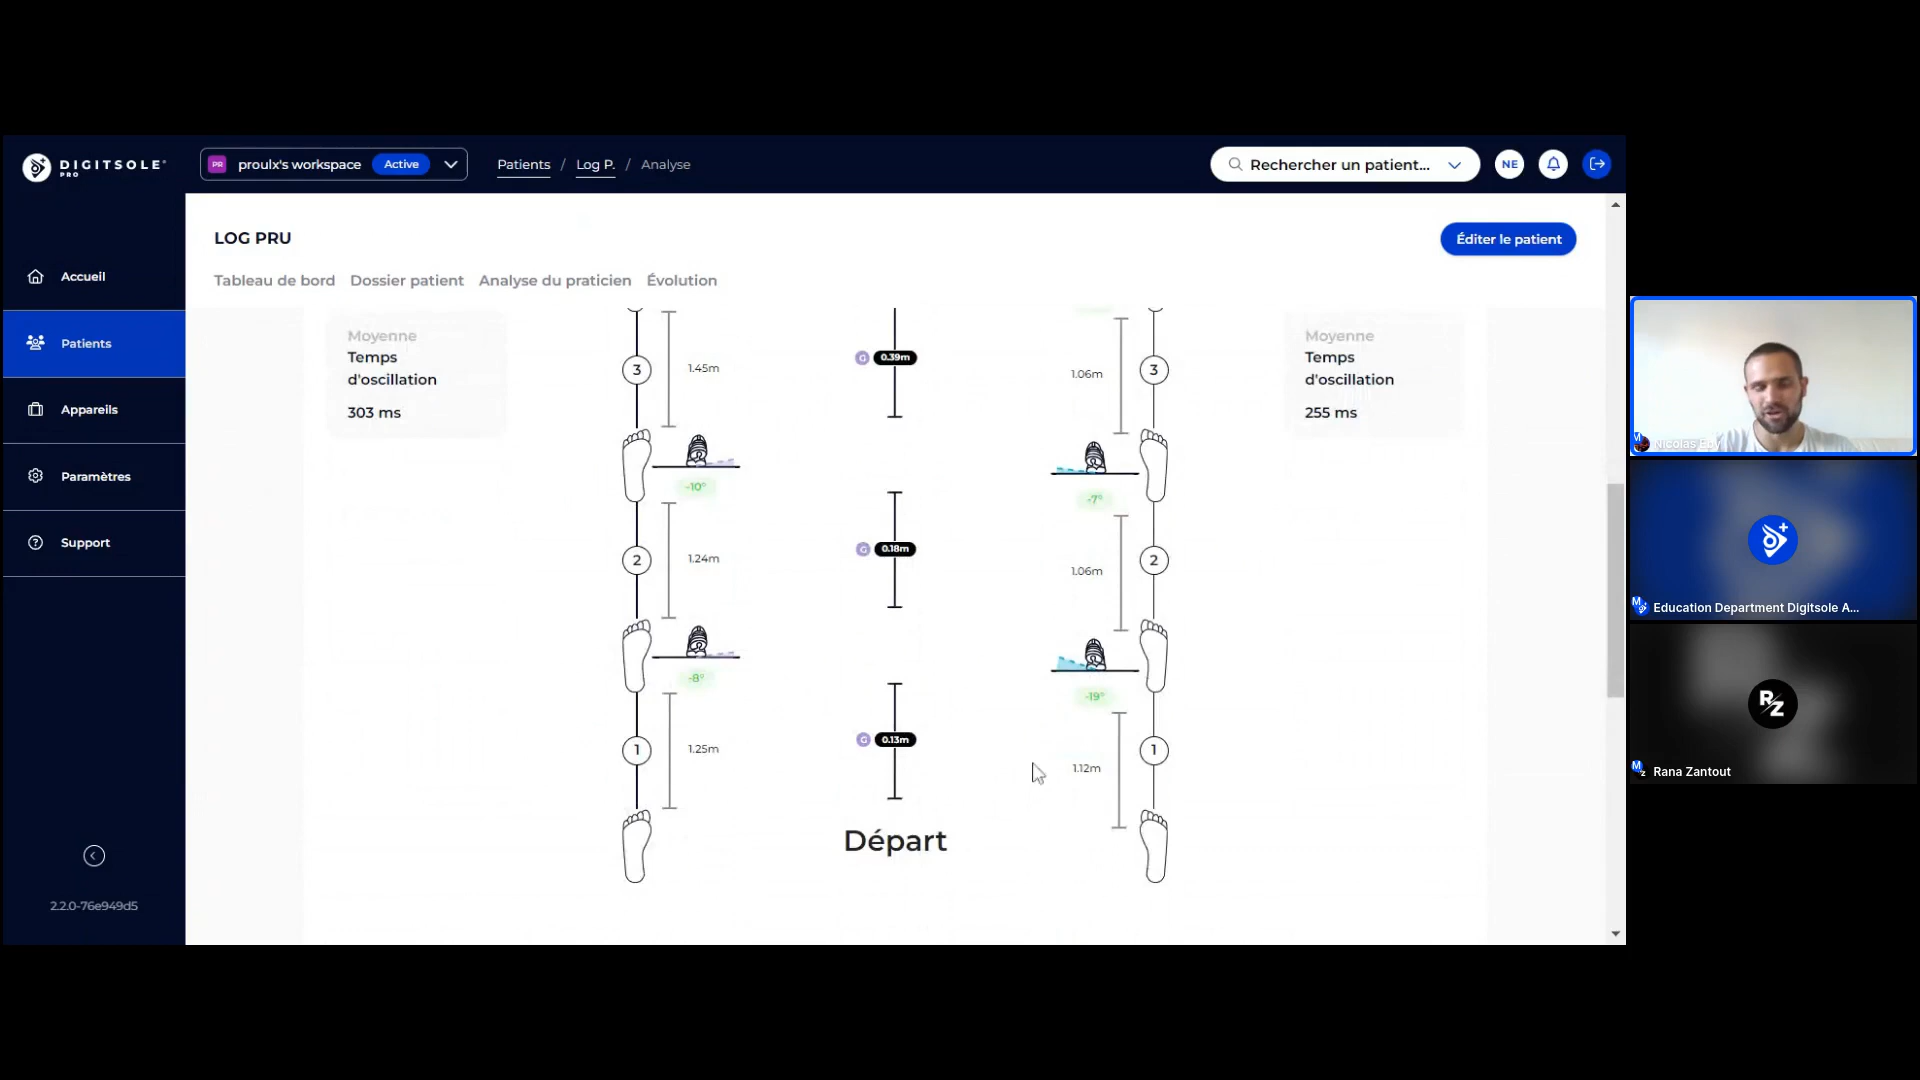 DIGITSOLE
PRO
PR
proulx's workspace
Active
Patients / Log P. / Analyse
Rechercher un patient...
NE
LOG PRU
Éditer le patient
Tableau de bord
Dossier patient
Analyse du praticien
Évolution
Accueil
Patients
Appareils
Paramètres
Support
2.2.0-76e949d5
Moyenne
Temps
d'oscillation
303 ms
3
1.45m
-10°
2
1.24m
-8°
1
1.25m
G 0.39m
G 0.18m
G 0.13m
Départ
1.06m
3
-7°
1.06m
2
-19°
1.12m
1
Moyenne
Temps
d'oscillation
255 ms
M
Nicolas Eby
M
Education Department Digitsole A...
RZ
M
Rana Zantout